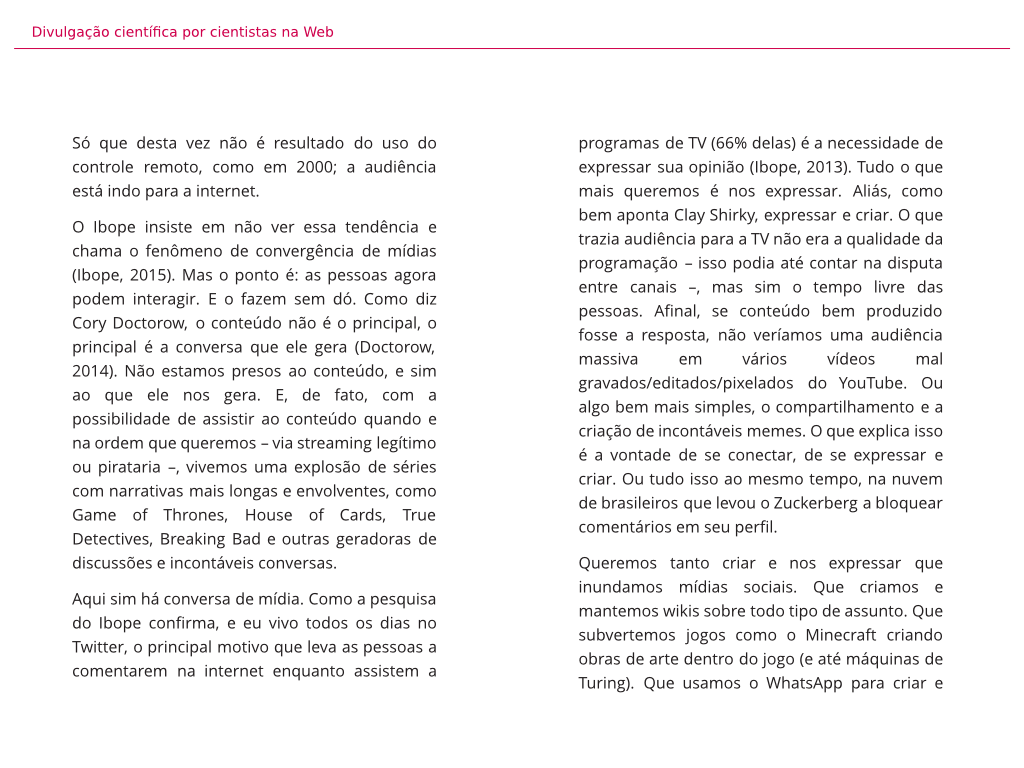 Divulgação científica por cientistas na Web
Só que desta vez não é resultado do uso do
controle remoto, como em 2000; a audiência
está indo para a internet.
O Ibope insiste em não ver essa tendência e
chama o fenômeno de convergência de mídias
(Ibope, 2015). Mas o ponto é: as pessoas agora
podem interagir. E o fazem sem dó. Como diz
Cory Doctorow, o conteúdo não é o principal, o
principal é a conversa que ele gera (Doctorow,
2014). Não estamos presos ao conteúdo, e sim
ao que ele nos gera. E, de fato, com a
possibilidade de assistir ao conteúdo quando e
na ordem que queremos – via streaming legítimo
ou pirataria –, vivemos uma explosão de séries
com narrativas mais longas e envolventes, como
Game of Thrones, House of Cards, True
Detectives, Breaking Bad e outras geradoras de
discussões e incontáveis conversas.
Aqui sim há conversa de mídia. Como a pesquisa
do Ibope confirma, e eu vivo todos os dias no
Twitter, o principal motivo que leva as pessoas a
comentarem na internet enquanto assistem a
programas de TV (66% delas) é a necessidade de
expressar sua opinião (Ibope, 2013). Tudo o que
mais queremos é nos expressar. Aliás, como
bem aponta Clay Shirky, expressar e criar. O que
trazia audiência para a TV não era a qualidade da
programação – isso podia até contar na disputa
entre canais –, mas sim o tempo livre das
pessoas. Afinal, se conteúdo bem produzido
fosse a resposta, não veríamos uma audiência
massiva em vários vídeos mal
gravados/editados/pixelados do YouTube. Ou
algo bem mais simples, o compartilhamento e a
criação de incontáveis memes. O que explica isso
é a vontade de se conectar, de se expressar e
criar. Ou tudo isso ao mesmo tempo, na nuvem
de brasileiros que levou o Zuckerberg a bloquear
comentários em seu perfil.
Queremos tanto criar e nos expressar que
inundamos mídias sociais. Que criamos e
mantemos wikis sobre todo tipo de assunto. Que
subvertemos jogos como o Minecraft criando
obras de arte dentro do jogo (e até máquinas de
Turing). Que usamos o WhatsApp para criar e